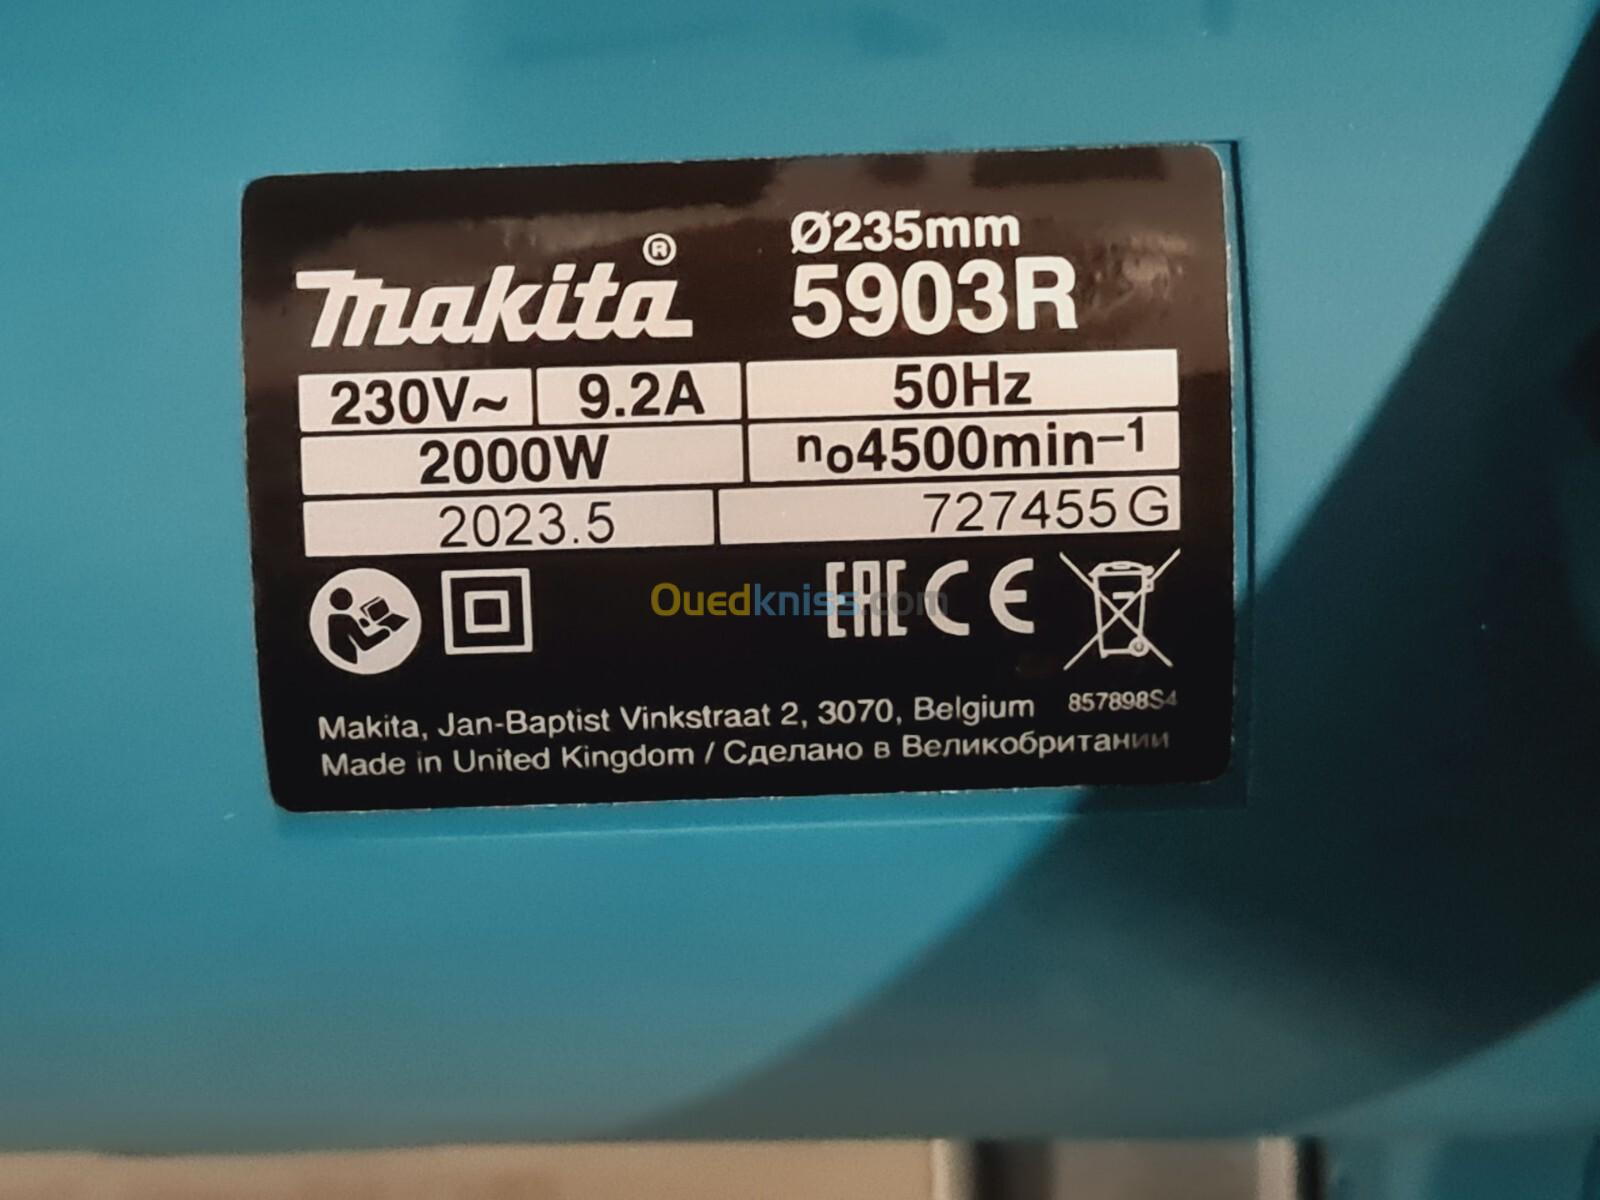 Makita® Ø235mm
5903R
230V~ 9.2A 50Hz
2000W n₀4500min⁻¹
2023.5 727455G
EAC CE
Ouedkniss.com
Makita, Jan-Baptist Vinkstraat 2, 3070, Belgium 857898S4
Made in United Kingdom / Сделано в Великобритании